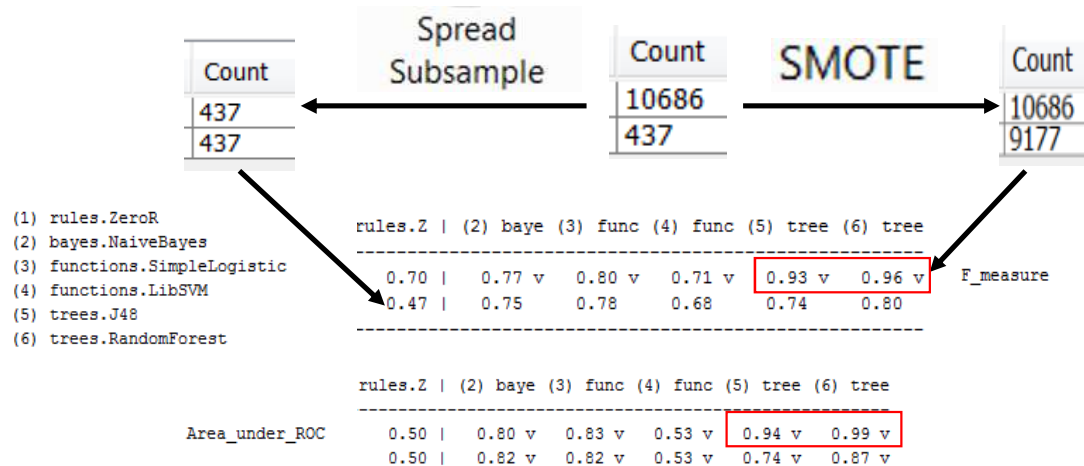 Spread
Subsample
SMOTE
Count
437
437
Count
10686
437
Count
10686
9177
(1) rules.ZeroR
(2) bayes.NaiveBayes
(3) functions.SimpleLogistic
(4) functions.LibSVM
(5) trees.J48
(6) trees.RandomForest
rules.Z | (2) baye (3) func (4) func (5) tree (6) tree
----------------------------------------------------------
0.70 | 0.77 v 0.80 v 0.71 v 0.93 v 0.96 v F_measure
0.47 | 0.75 0.78 0.68 0.74 0.80
----------------------------------------------------------
rules.Z | (2) baye (3) func (4) func (5) tree (6) tree
----------------------------------------------------------
Area_under_ROC 0.50 | 0.80 v 0.83 v 0.53 v 0.94 v 0.99 v
0.50 | 0.82 v 0.82 v 0.53 v 0.74 v 0.87 v